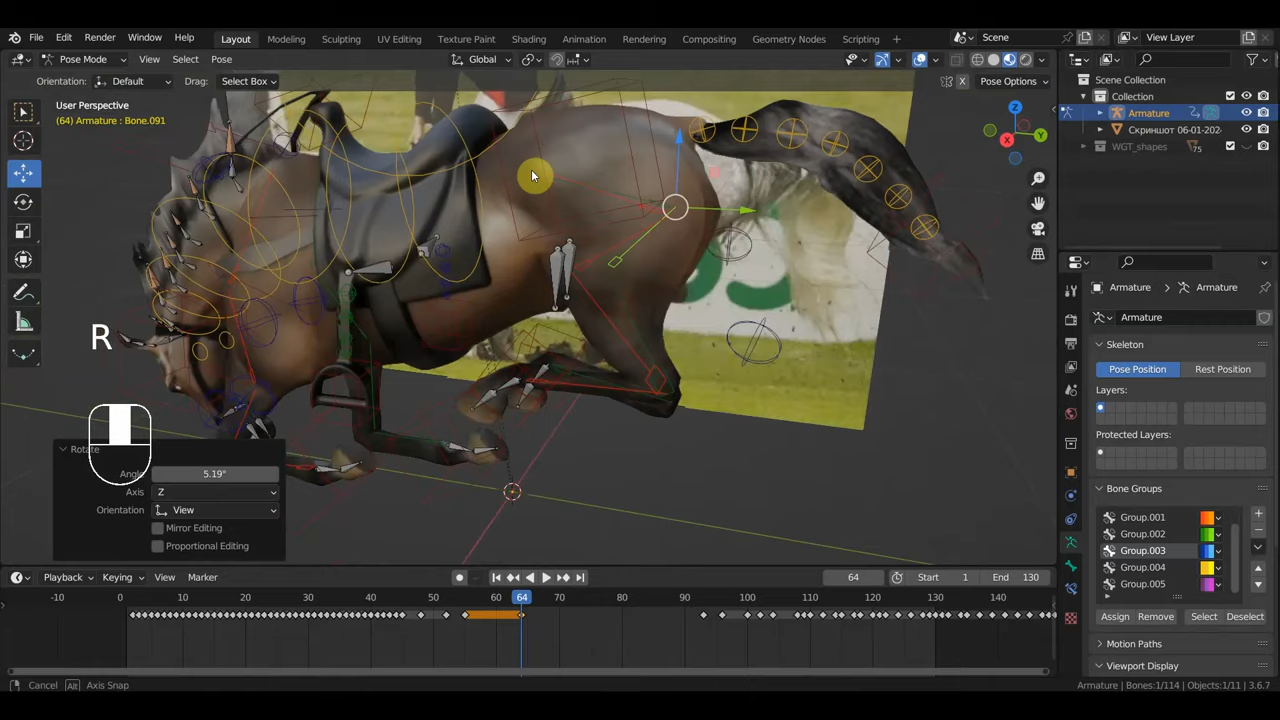 File Edit Render Window Help Layout Modeling Sculpting UV Editing Texture Paint Shading Animation Rendering Compositing Geometry Nodes Scripting + Scene View Layer
Pose Mode View Select Pose Global
Orientation: Default Drag: Select Box X Pose Options
User Perspective
(64) Armature : Bone.091
Scene Collection
Collection
Armature
Скриншот 06-01-202
WGT_shapes 75
Z
Y
X
Armature Armature
Armature
Skeleton
Pose Position Rest Position
Layers:
Protected Layers:
Bone Groups
Group.001
Group.002
Group.003
Group.004
Group.005
Assign Remove Select Deselect
Motion Paths
Viewport Display
R
Rotate
Angle 5.19°
Axis Z
Orientation View
Mirror Editing
Proportional Editing
Playback Keying View Marker 64 Start 1 End 130
-10 0 10 20 30 40 50 60 64 70 80 90 100 110 120 130 140
Cancel Alt Axis Snap
Armature | Bones:1/114 | Objects:1/11 | 3.6.7